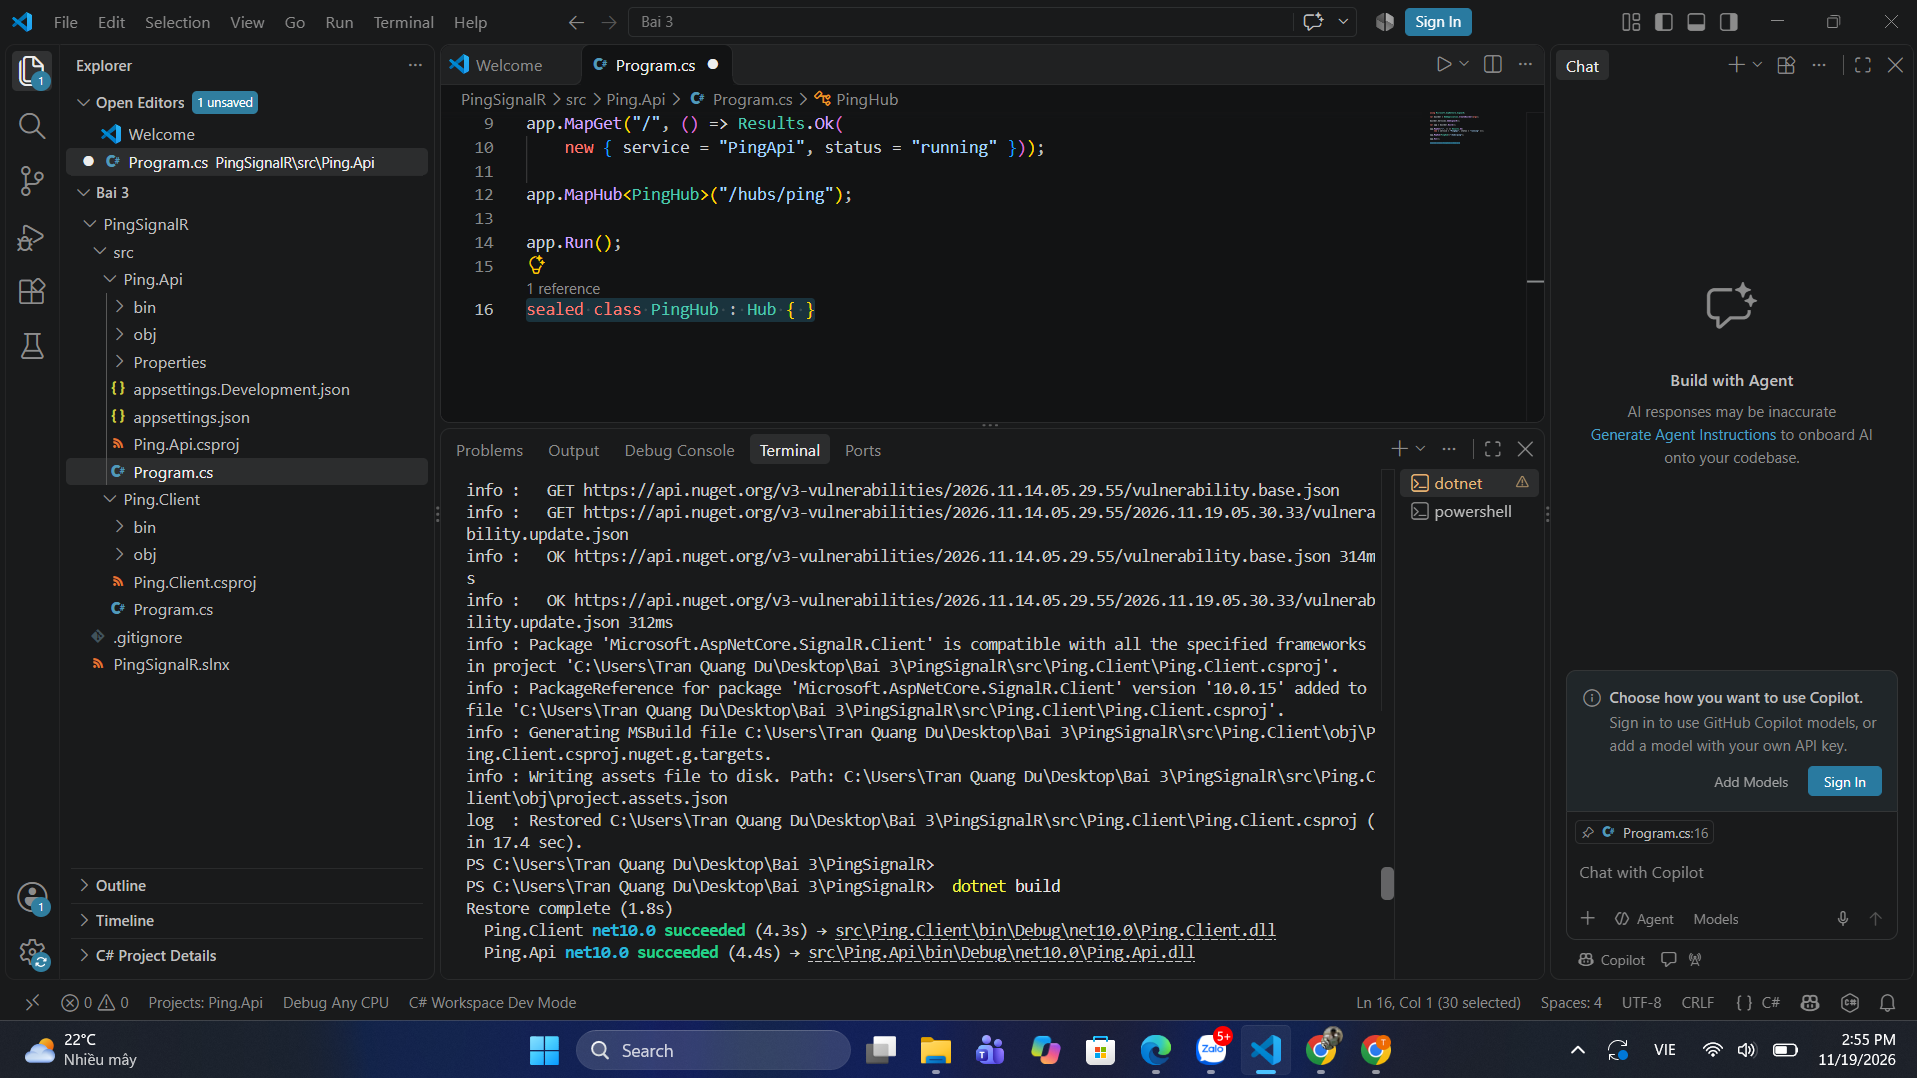 File Edit Selection View Go Run Terminal Help
Bai 3
Sign In
Explorer
Open Editors 1 unsaved
Welcome
Program.cs PingSignalR\src\Ping.Api
Bai 3
PingSignalR
src
Ping.Api
bin
obj
Properties
appsettings.Development.json
appsettings.json
Ping.Api.csproj
Program.cs
Ping.Client
bin
obj
Ping.Client.csproj
Program.cs
.gitignore
PingSignalR.slnx
Outline
Timeline
C# Project Details
Welcome
Program.cs
PingSignalR > src > Ping.Api > Program.cs > PingHub
9 app.MapGet("/", () => Results.Ok(
10 new { service = "PingApi", status = "running" }));
11
12 app.MapHub<PingHub>("/hubs/ping");
13
14 app.Run();
15
1 reference
16 sealed class PingHub : Hub { }
Problems Output Debug Console Terminal Ports
info :   GET https://api.nuget.org/v3-vulnerabilities/2026.11.14.05.29.55/vulnerability.base.json
info :   GET https://api.nuget.org/v3-vulnerabilities/2026.11.14.05.29.55/2026.11.19.05.30.33/vulnera
bility.update.json
info :   OK https://api.nuget.org/v3-vulnerabilities/2026.11.14.05.29.55/vulnerability.base.json 314m
s
info :   OK https://api.nuget.org/v3-vulnerabilities/2026.11.14.05.29.55/2026.11.19.05.30.33/vulnerab
ility.update.json 312ms
info : Package 'Microsoft.AspNetCore.SignalR.Client' is compatible with all the specified frameworks
in project 'C:\Users\Tran Quang Du\Desktop\Bai 3\PingSignalR\src\Ping.Client\Ping.Client.csproj'.
info : PackageReference for package 'Microsoft.AspNetCore.SignalR.Client' version '10.0.15' added to
file 'C:\Users\Tran Quang Du\Desktop\Bai 3\PingSignalR\src\Ping.Client\Ping.Client.csproj'.
info : Generating MSBuild file C:\Users\Tran Quang Du\Desktop\Bai 3\PingSignalR\src\Ping.Client\obj\P
ing.Client.csproj.nuget.g.targets.
info : Writing assets file to disk. Path: C:\Users\Tran Quang Du\Desktop\Bai 3\PingSignalR\src\Ping.C
lient\obj\project.assets.json
log  : Restored C:\Users\Tran Quang Du\Desktop\Bai 3\PingSignalR\src\Ping.Client\Ping.Client.csproj (
in 17.4 sec).
PS C:\Users\Tran Quang Du\Desktop\Bai 3\PingSignalR>
PS C:\Users\Tran Quang Du\Desktop\Bai 3\PingSignalR>  dotnet build
Restore complete (1.8s)
Ping.Client net10.0 succeeded (4.3s) → src\Ping.Client\bin\Debug\net10.0\Ping.Client.dll
Ping.Api net10.0 succeeded (4.4s) → src\Ping.Api\bin\Debug\net10.0\Ping.Api.dll
dotnet
powershell
Chat
Build with Agent
AI responses may be inaccurate
Generate Agent Instructions to onboard AI
onto your codebase.
Choose how you want to use Copilot.
Sign in to use GitHub Copilot models, or
add a model with your own API key.
Add Models Sign In
Program.cs:16
Chat with Copilot
Agent Models
Copilot
0 0 Projects: Ping.Api Debug Any CPU C# Workspace Dev Mode Ln 16, Col 1 (30 selected) Spaces: 4 UTF-8 CRLF { } C#
22°C
Nhiều mây
Search
Zalo
5+
VIE
2:55 PM
11/19/2026